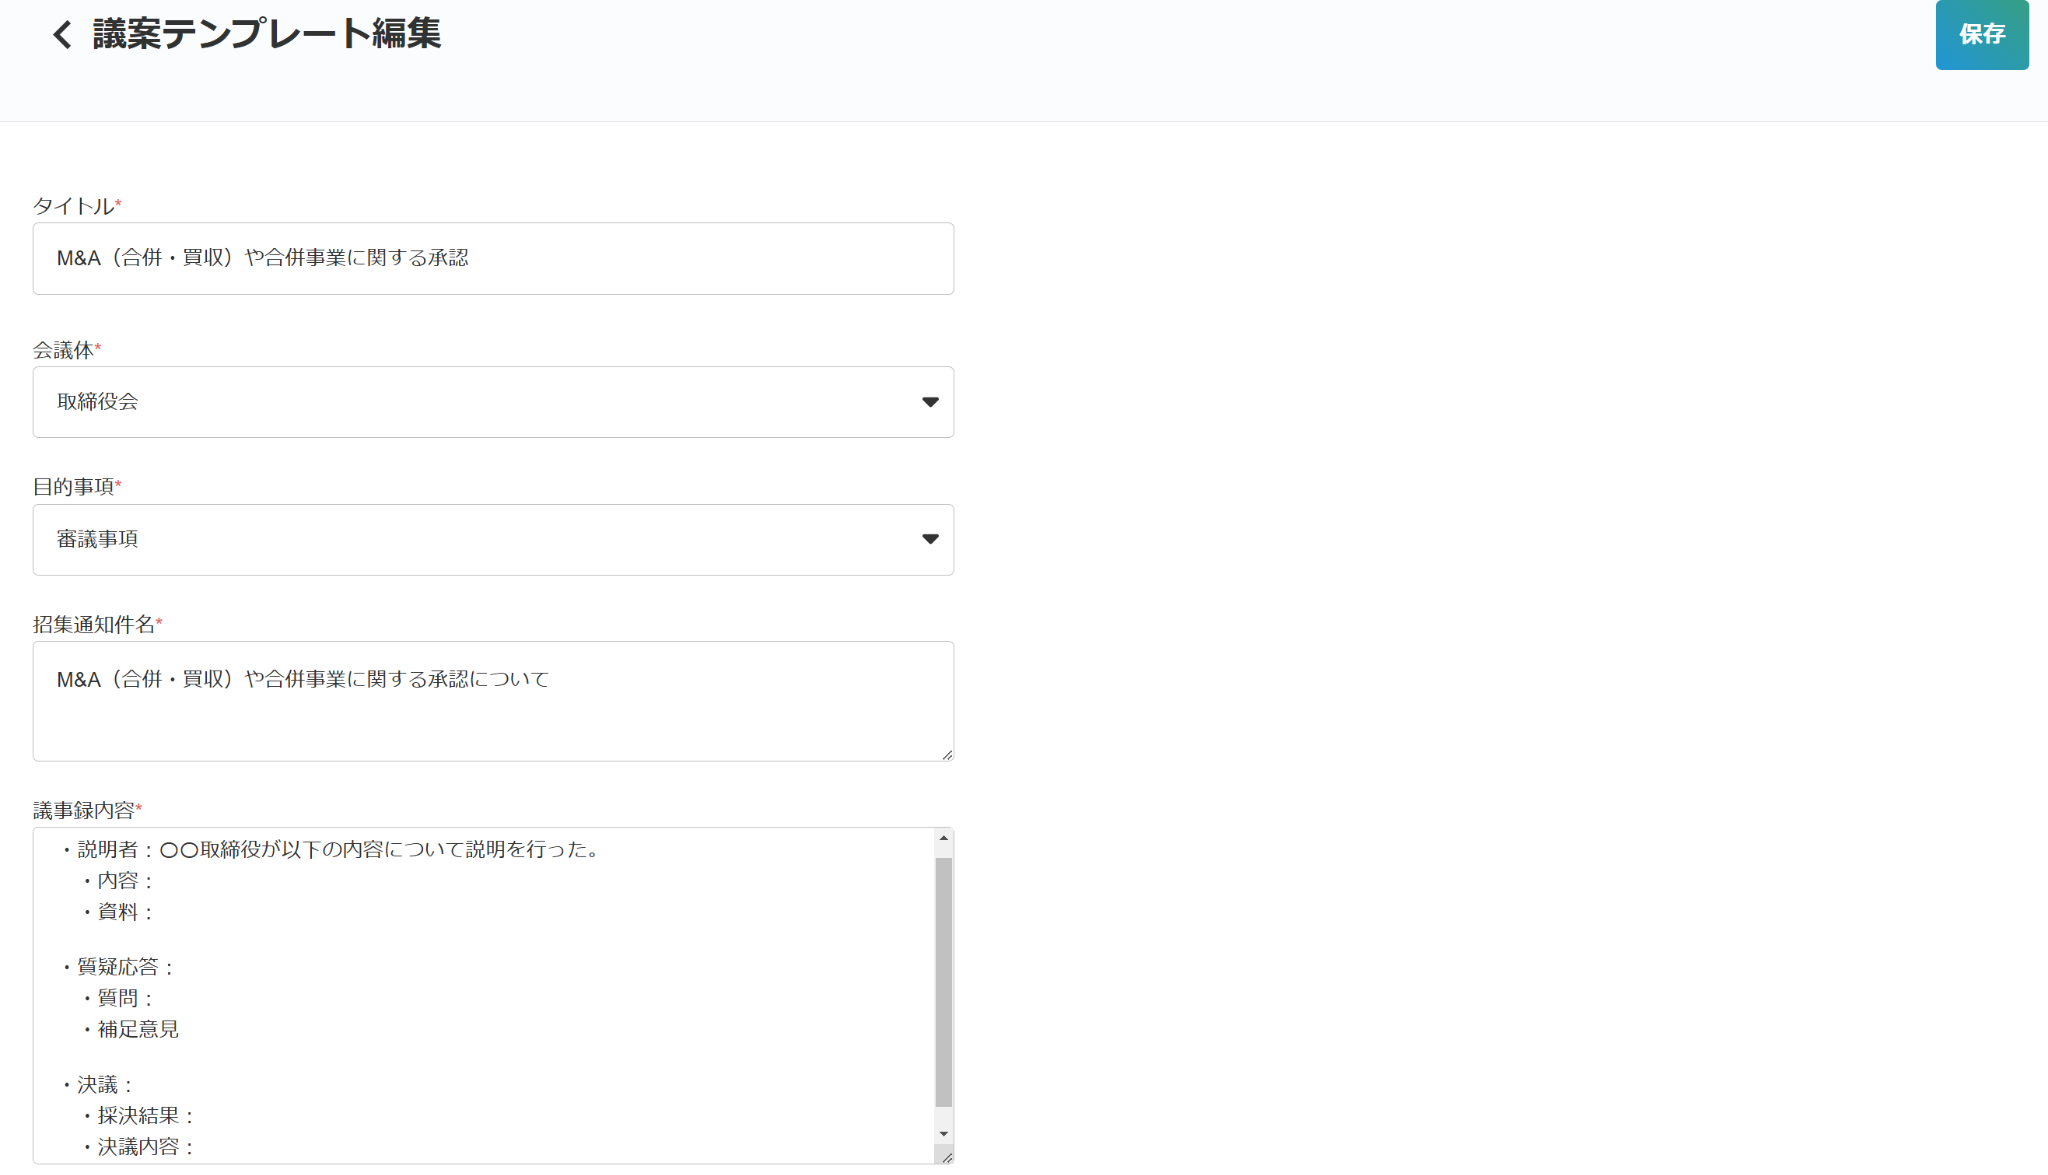 議案テンプレート編集
保存
タイトル*
M&A（合併・買収）や合併事業に関する承認
会議体*
取締役会
目的事項*
審議事項
招集通知件名*
M&A（合併・買収）や合併事業に関する承認について
議事録内容*
・説明者：〇〇取締役が以下の内容について説明を行った。
・内容：
・資料：
・質疑応答：
・質問：
・補足意見
・決議：
・採決結果：
・決議内容：